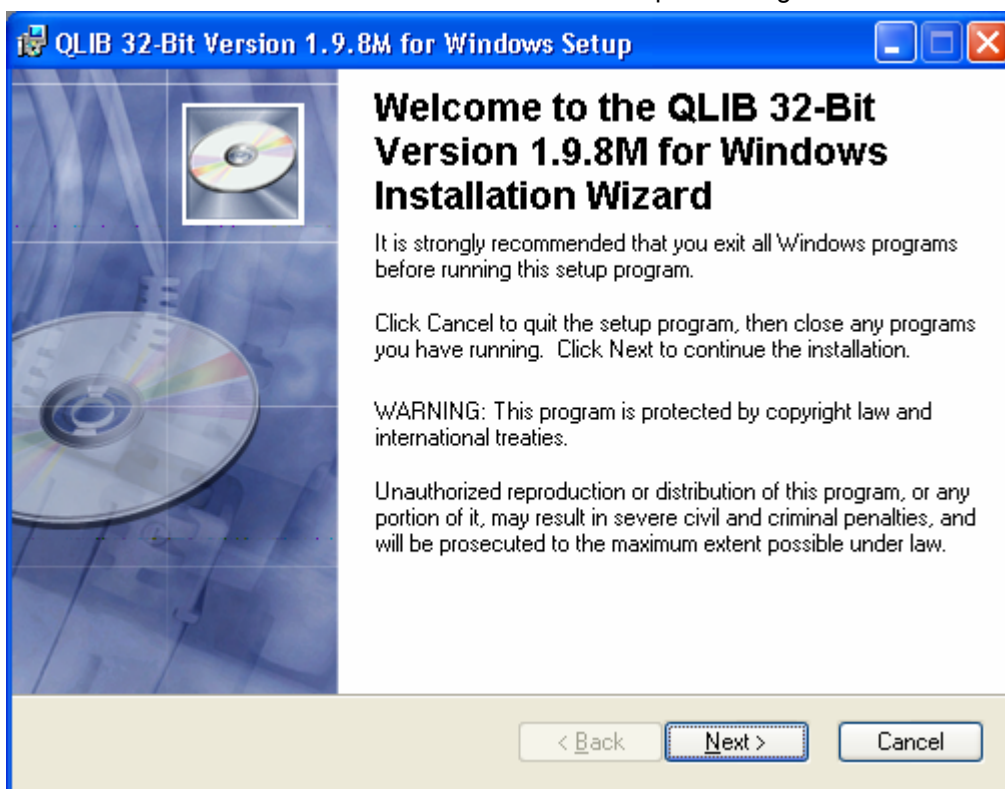 QLIB 32-Bit Version 1.9.8M for Windows Setup
Welcome to the QLIB 32-Bit
Version 1.9.8M for Windows
Installation Wizard
It is strongly recommended that you exit all Windows programs
before running this setup program.
Click Cancel to quit the setup program, then close any programs
you have running.  Click Next to continue the installation.
WARNING: This program is protected by copyright law and
international treaties.
Unauthorized reproduction or distribution of this program, or any
portion of it, may result in severe civil and criminal penalties, and
will be prosecuted to the maximum extent possible under law.
< Back
Next >
Cancel